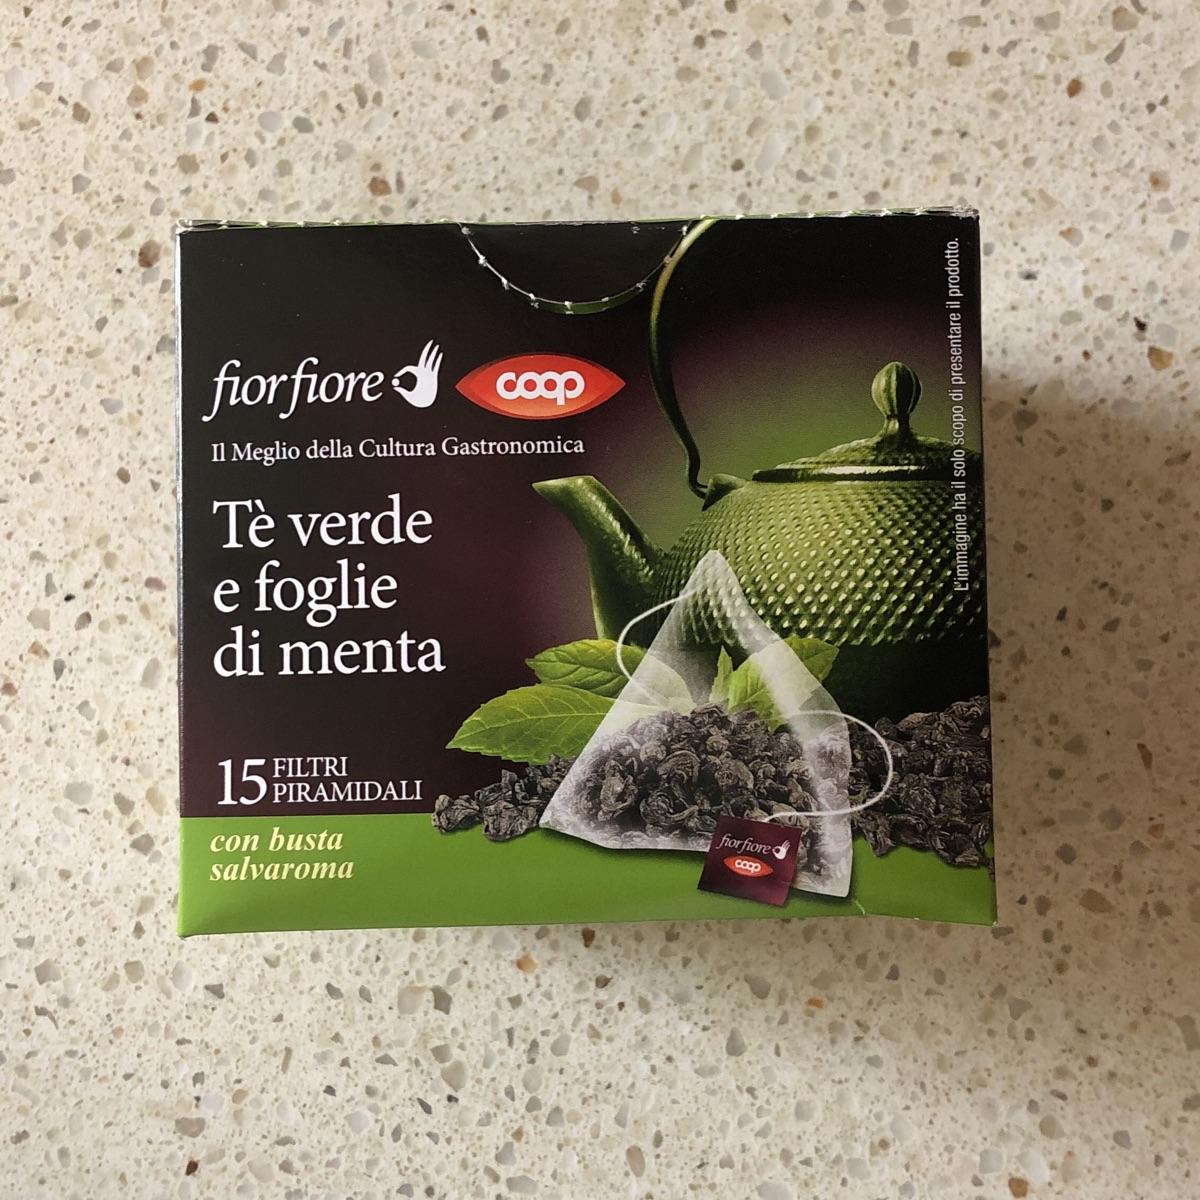 fiorfiore coop
Il Meglio della Cultura Gastronomica
Tè verde
e foglie
di menta
15 FILTRI
PIRAMIDALI
con busta
salvaroma
fiorfiore
coop
L'immagine ha il solo scopo di presentare il prodotto.